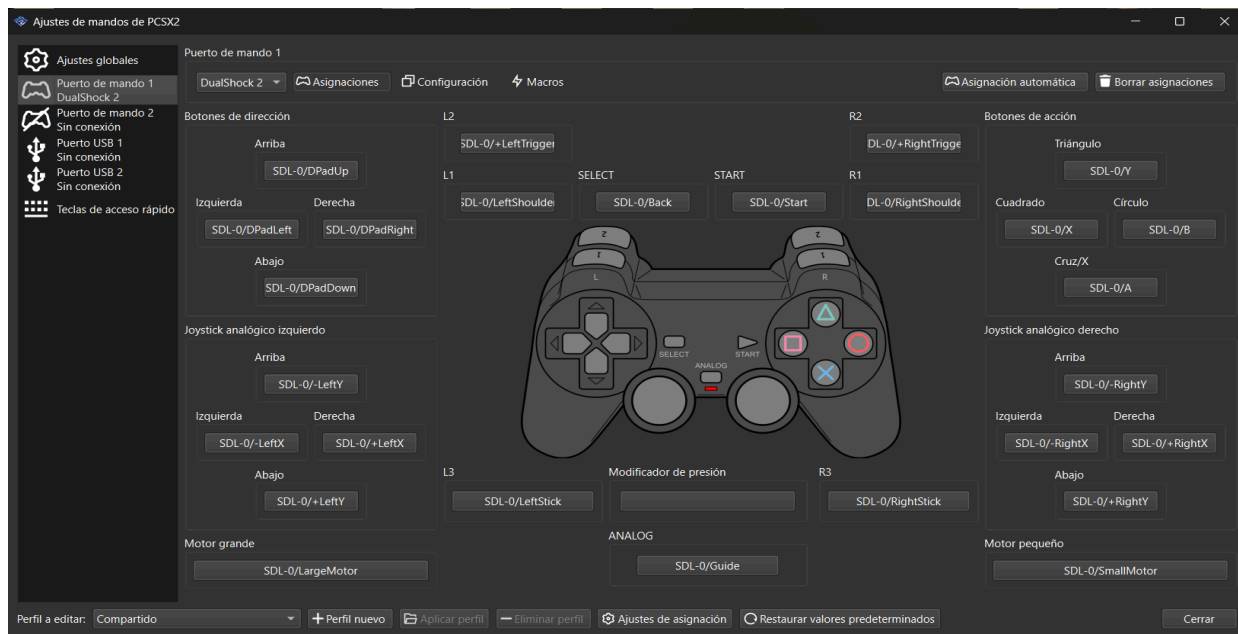 Ajustes de mandos de PCSX2
Ajustes globales
Puerto de mando 1
DualShock 2
Puerto de mando 2
Sin conexión
Puerto USB 1
Sin conexión
Puerto USB 2
Sin conexión
Teclas de acceso rápido
Puerto de mando 1
DualShock 2 Asignaciones Configuración Macros Asignación automática Borrar asignaciones
Botones de dirección
Arriba
SDL-0/DPadUp
Izquierda Derecha
SDL-0/DPadLeft SDL-0/DPadRight
Abajo
SDL-0/DPadDown
Joystick analógico izquierdo
Arriba
SDL-0/-LeftY
Izquierda Derecha
SDL-0/-LeftX SDL-0/+LeftX
Abajo
SDL-0/+LeftY
Motor grande
SDL-0/LargeMotor
L2 R2
SDL-0/+LeftTrigger DL-0/+RightTrigge
L1 SELECT START R1
SDL-0/LeftShoulde SDL-0/Back SDL-0/Start DL-0/RightShoulde
2 2
1 1
L R
SELECT START
ANALOG
L3 Modificador de presión R3
SDL-0/LeftStick SDL-0/RightStick
ANALOG
SDL-0/Guide
Botones de acción
Triángulo
SDL-0/Y
Cuadrado Círculo
SDL-0/X SDL-0/B
Cruz/X
SDL-0/A
Joystick analógico derecho
Arriba
SDL-0/-RightY
Izquierda Derecha
SDL-0/-RightX SDL-0/+RightX
Abajo
SDL-0/+RightY
Motor pequeño
SDL-0/SmallMotor
Perfil a editar: Compartido Perfil nuevo Aplicar perfil Eliminar perfil Ajustes de asignación Restaurar valores predeterminados Cerrar